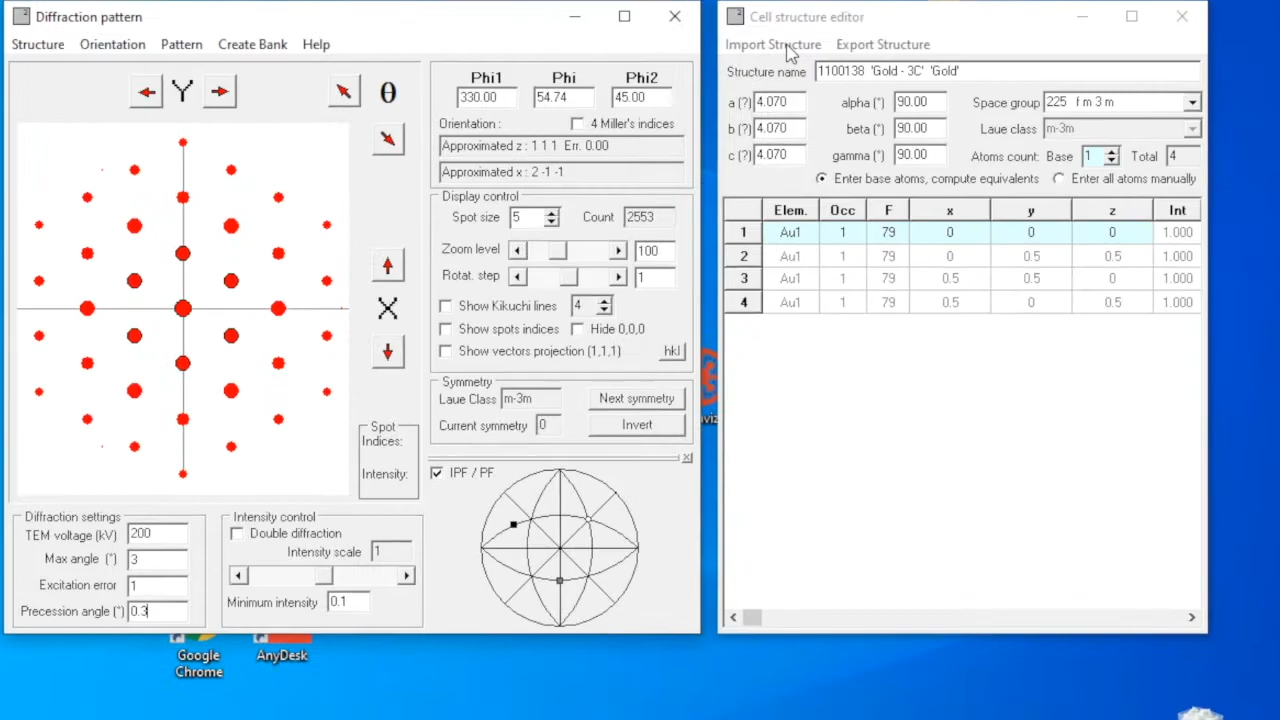 Diffraction pattern
Structure Orientation Pattern Create Bank Help
Y
θ
X
Spot
Indices:
Intensity:
Phi1 Phi Phi2
330.00 54.74 45.00
Orientation : 4 Miller's indices
Approximated z : 1 1 1 Err. 0.00
Approximated x : 2 -1 -1
Display control
Spot size 5 Count 2553
Zoom level 100
Rotat. step 1
Show Kikuchi lines 4
Show spots indices Hide 0,0,0
Show vectors projection (1,1,1) hkl
Symmetry
Laue Class m-3m Next symmetry
Current symmetry 0 Invert
IPF / PF
Diffraction settings
TEM voltage (kV) 200
Max angle (°) 3
Excitation error 1
Precession angle (°) 0.3
Intensity control
Double diffraction
Intensity scale 1
Minimum intensity 0.1
Cell structure editor
Import Structure Export Structure
Structure name 1100138 'Gold - 3C' 'Gold'
a (?) 4.070 alpha (°) 90.00 Space group 225 f m 3 m
b (?) 4.070 beta (°) 90.00 Laue class m-3m
c (?) 4.070 gamma (°) 90.00 Atoms count: Base 1 Total 4
Enter base atoms, compute equivalents Enter all atoms manually
Elem. Occ F x y z Int
1 Au1 1 79 0 0 0 1.000
2 Au1 1 79 0 0.5 0.5 1.000
3 Au1 1 79 0.5 0.5 0 1.000
4 Au1 1 79 0.5 0 0.5 1.000
Google
Chrome
AnyDesk